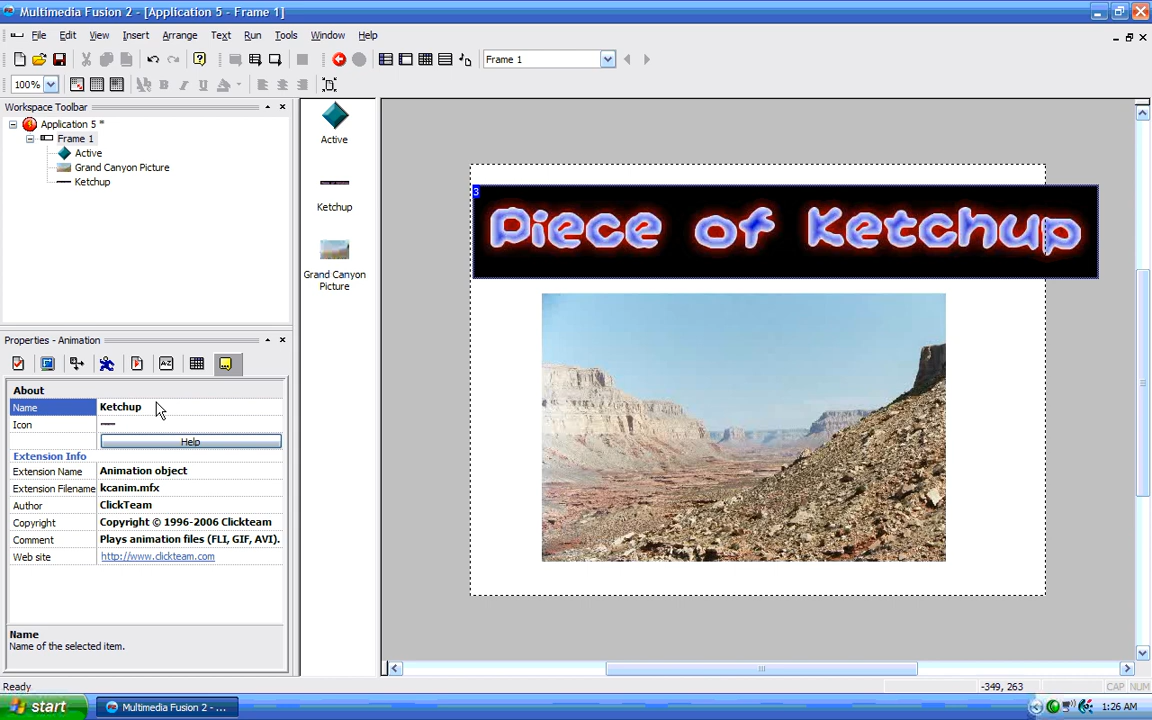 Multimedia Fusion 2 - [Application 5 - Frame 1]
File Edit View Insert Arrange Text Run Tools Window Help
Frame 1
100% B I U A
Workspace Toolbar
Application 5 *
Frame 1
Active
Grand Canyon Picture
Ketchup
Active
Ketchup
Grand Canyon
Picture
3
Piece of Ketchup
Properties - Animation
About
Name Ketchup
Icon
Help
Extension Info
Extension Name Animation object
Extension Filename kcanim.mfx
Author ClickTeam
Copyright Copyright © 1996-2006 Clickteam
Comment Plays animation files (FLI, GIF, AVI).
Web site http://www.clickteam.com
Name
Name of the selected item.
Ready -349, 263 CAP NUM
start Multimedia Fusion 2 - ... 1:26 AM